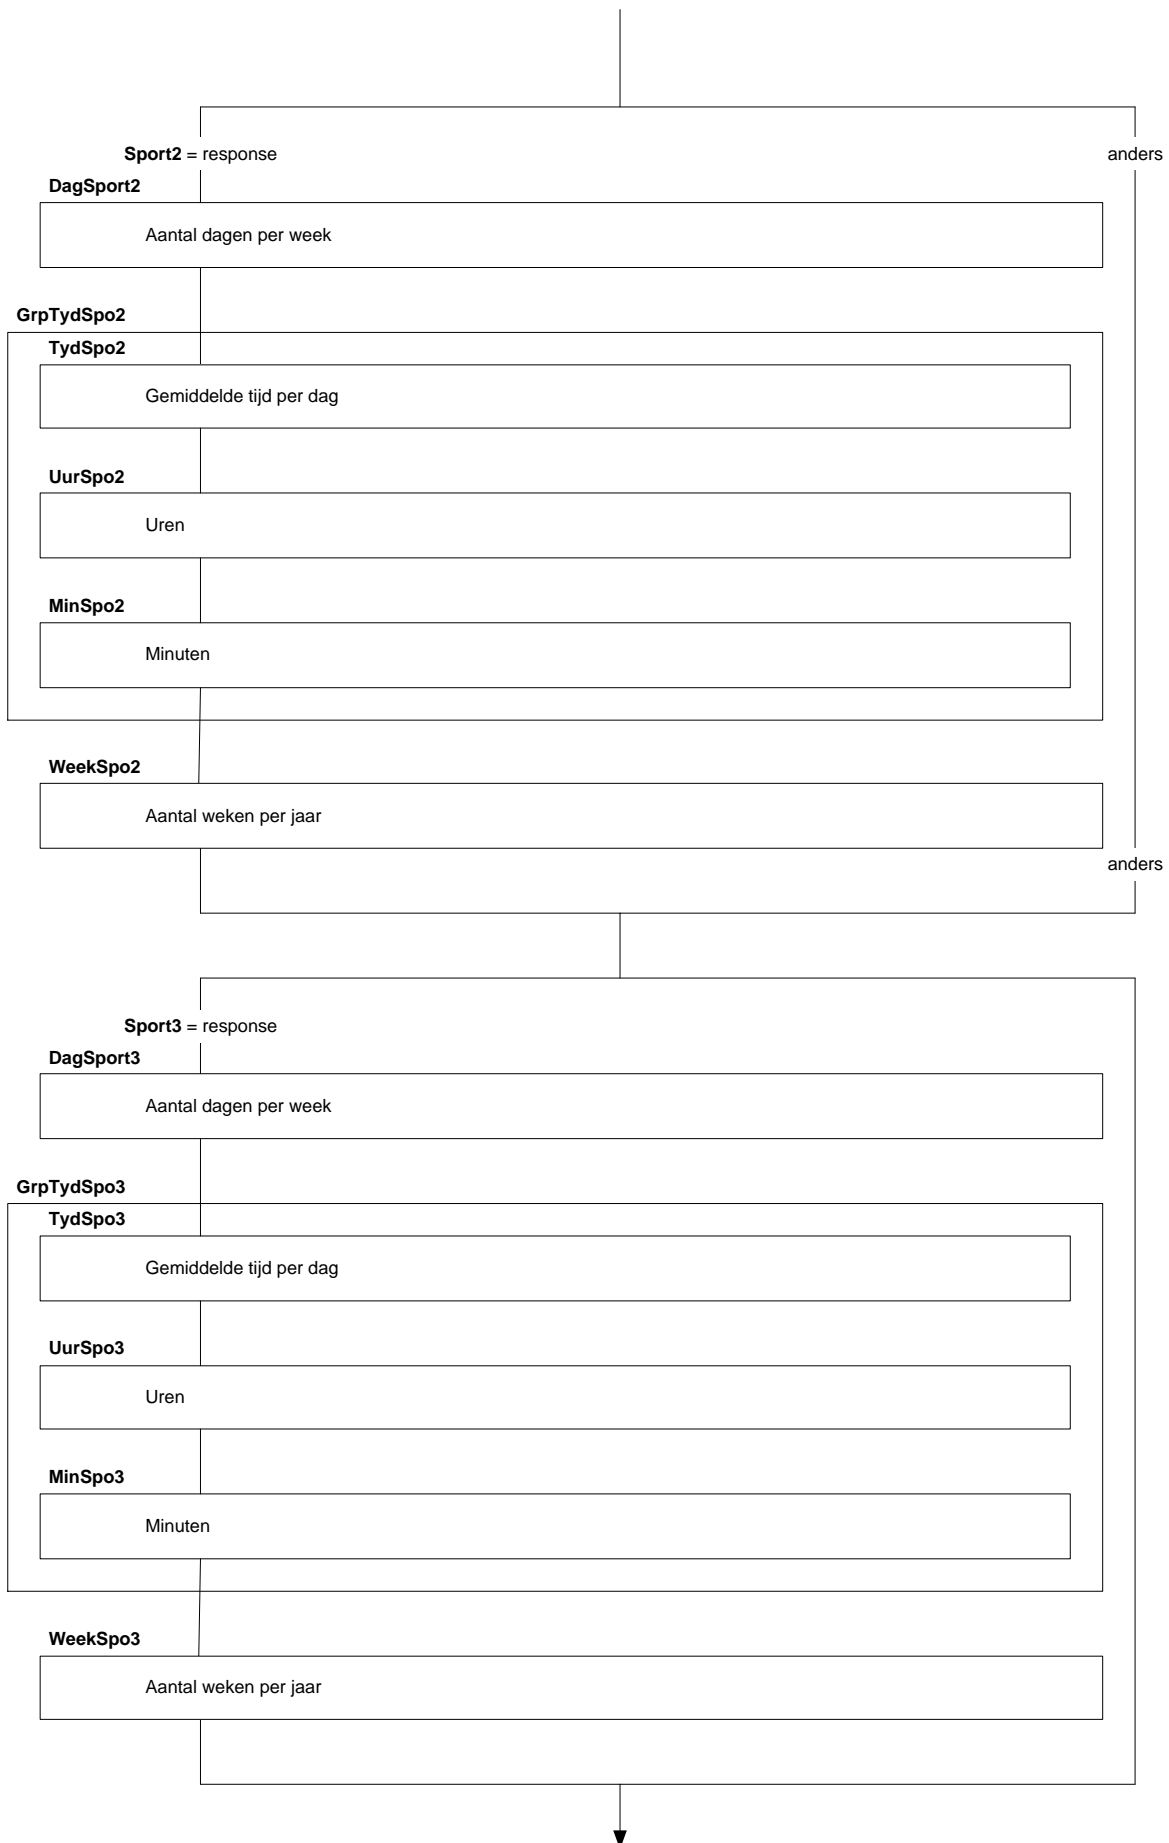 Sport2 = response
anders
DagSport2
Aantal dagen per week
GrpTydSpo2
TydSpo2
Gemiddelde tijd per dag
UurSpo2
Uren
MinSpo2
Minuten
WeekSpo2
Aantal weken per jaar
anders
Sport3 = response
DagSport3
Aantal dagen per week
GrpTydSpo3
TydSpo3
Gemiddelde tijd per dag
UurSpo3
Uren
MinSpo3
Minuten
WeekSpo3
Aantal weken per jaar